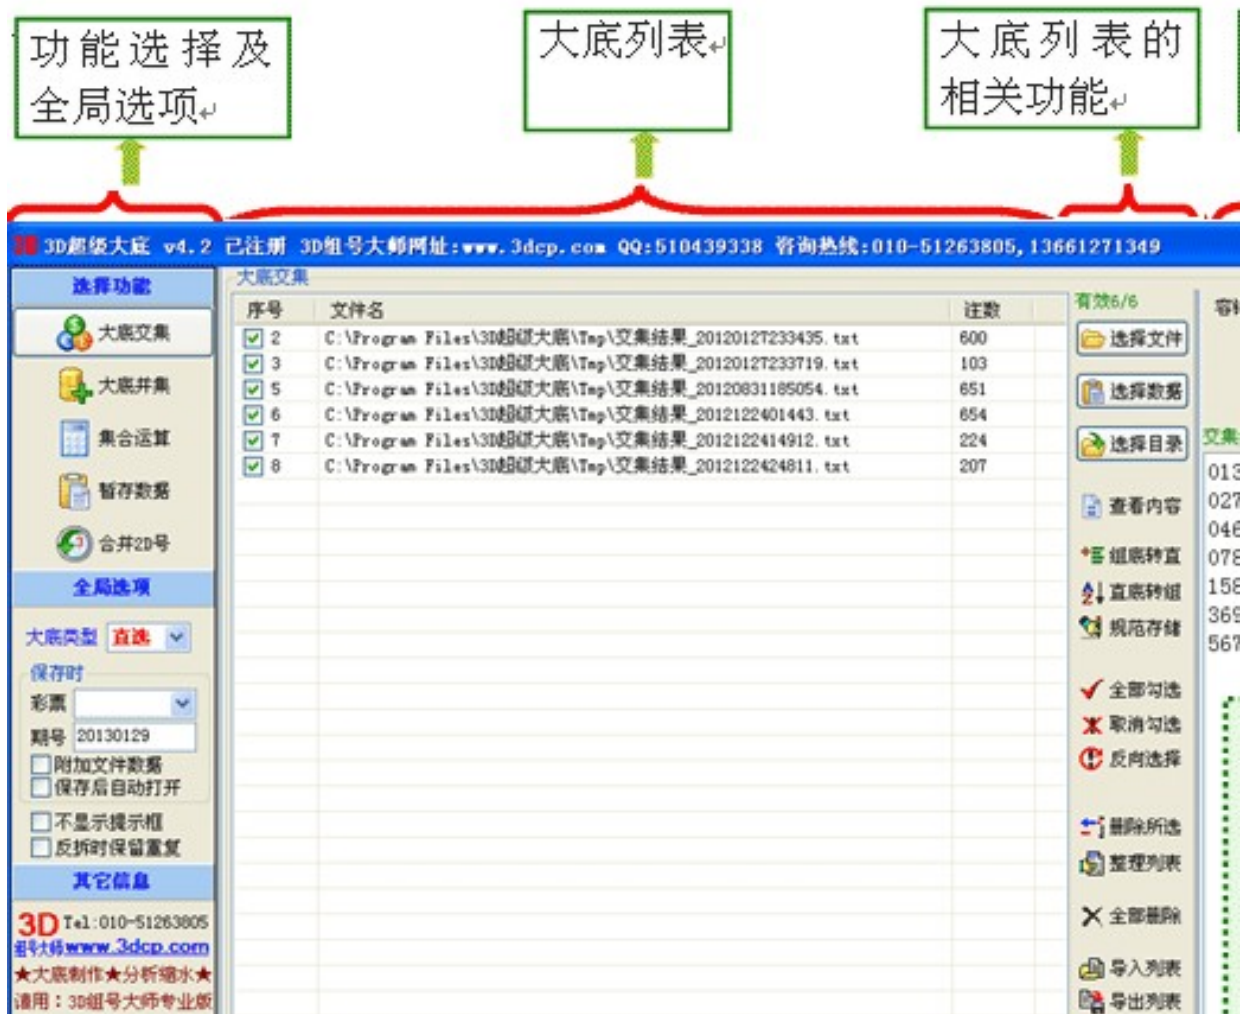 功能选择及
全局选项
大底列表
大底列表的
相关功能
3D超级大底 v4.2 已注册 3D组号大师网址:www.3dcp.com QQ:510439338 咨询热线:010-51263805,13661271349
选择功能
大底交集
大底并集
集合运算
暂存数据
合并2D号
全局选项
大底类型 直选
保存时
彩票
期号 20130129
附加文件数据
保存后自动打开
不显示提示框
反拆时保留重复
其它信息
3D Tel:010-51263805
组号大师www.3dcp.com
★大底制作★分析缩水★
请用：3D组号大师专业版
大底交集
序号 文件名 注数
2 C:\Program Files\3D超级大底\Tmp\交集结果_20120127233435.txt 600
3 C:\Program Files\3D超级大底\Tmp\交集结果_20120127233719.txt 103
5 C:\Program Files\3D超级大底\Tmp\交集结果_20120831185054.txt 651
6 C:\Program Files\3D超级大底\Tmp\交集结果_2012122401443.txt 654
7 C:\Program Files\3D超级大底\Tmp\交集结果_2012122414912.txt 224
8 C:\Program Files\3D超级大底\Tmp\交集结果_2012122424811.txt 207
有效6/6
选择文件
选择数据
选择目录
查看内容
组底转直
直底转组
规范存储
全部勾选
取消勾选
反向选择
删除所选
整理列表
全部删除
导入列表
导出列表
交集
013
027
046
078
158
369
567